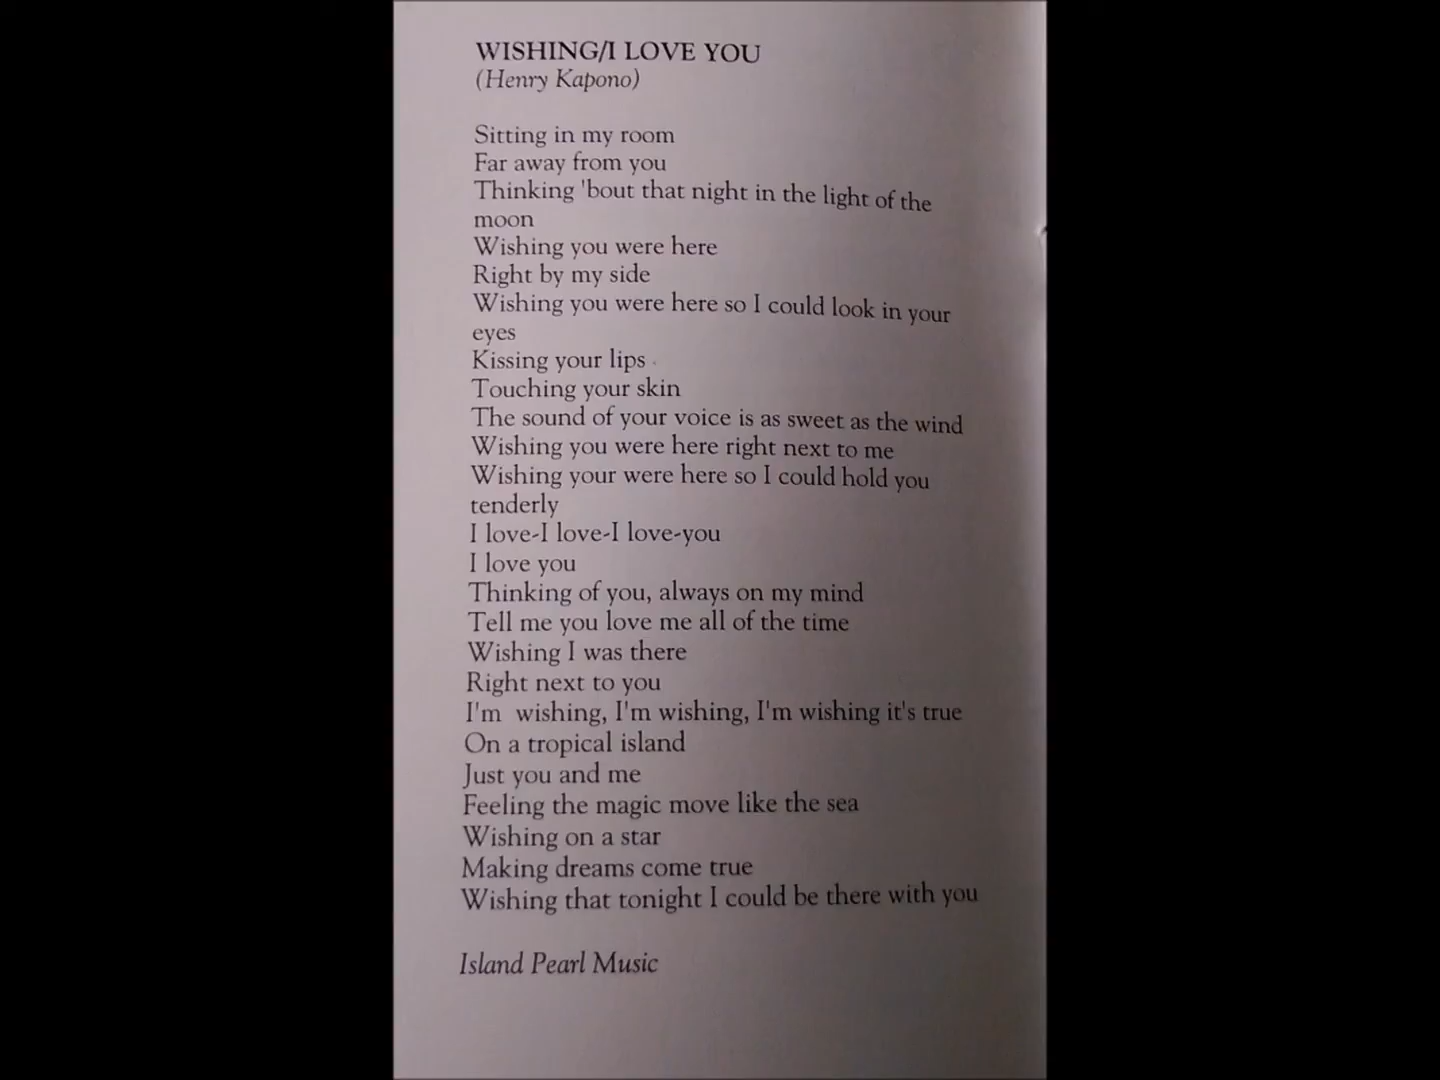 WISHING/I LOVE YOU
(Henry Kapono)
Sitting in my room
Far away from you
Thinking 'bout that night in the light of the
moon
Wishing you were here
Right by my side
Wishing you were here so I could look in your
eyes
Kissing your lips
Touching your skin
The sound of your voice is as sweet as the wind
Wishing you were here right next to me
Wishing your were here so I could hold you
tenderly
I love-I love-I love-you
I love you
Thinking of you, always on my mind
Tell me you love me all of the time
Wishing I was there
Right next to you
I'm  wishing, I'm wishing, I'm wishing it's true
On a tropical island
Just you and me
Feeling the magic move like the sea
Wishing on a star
Making dreams come true
Wishing that tonight I could be there with you
Island Pearl Music